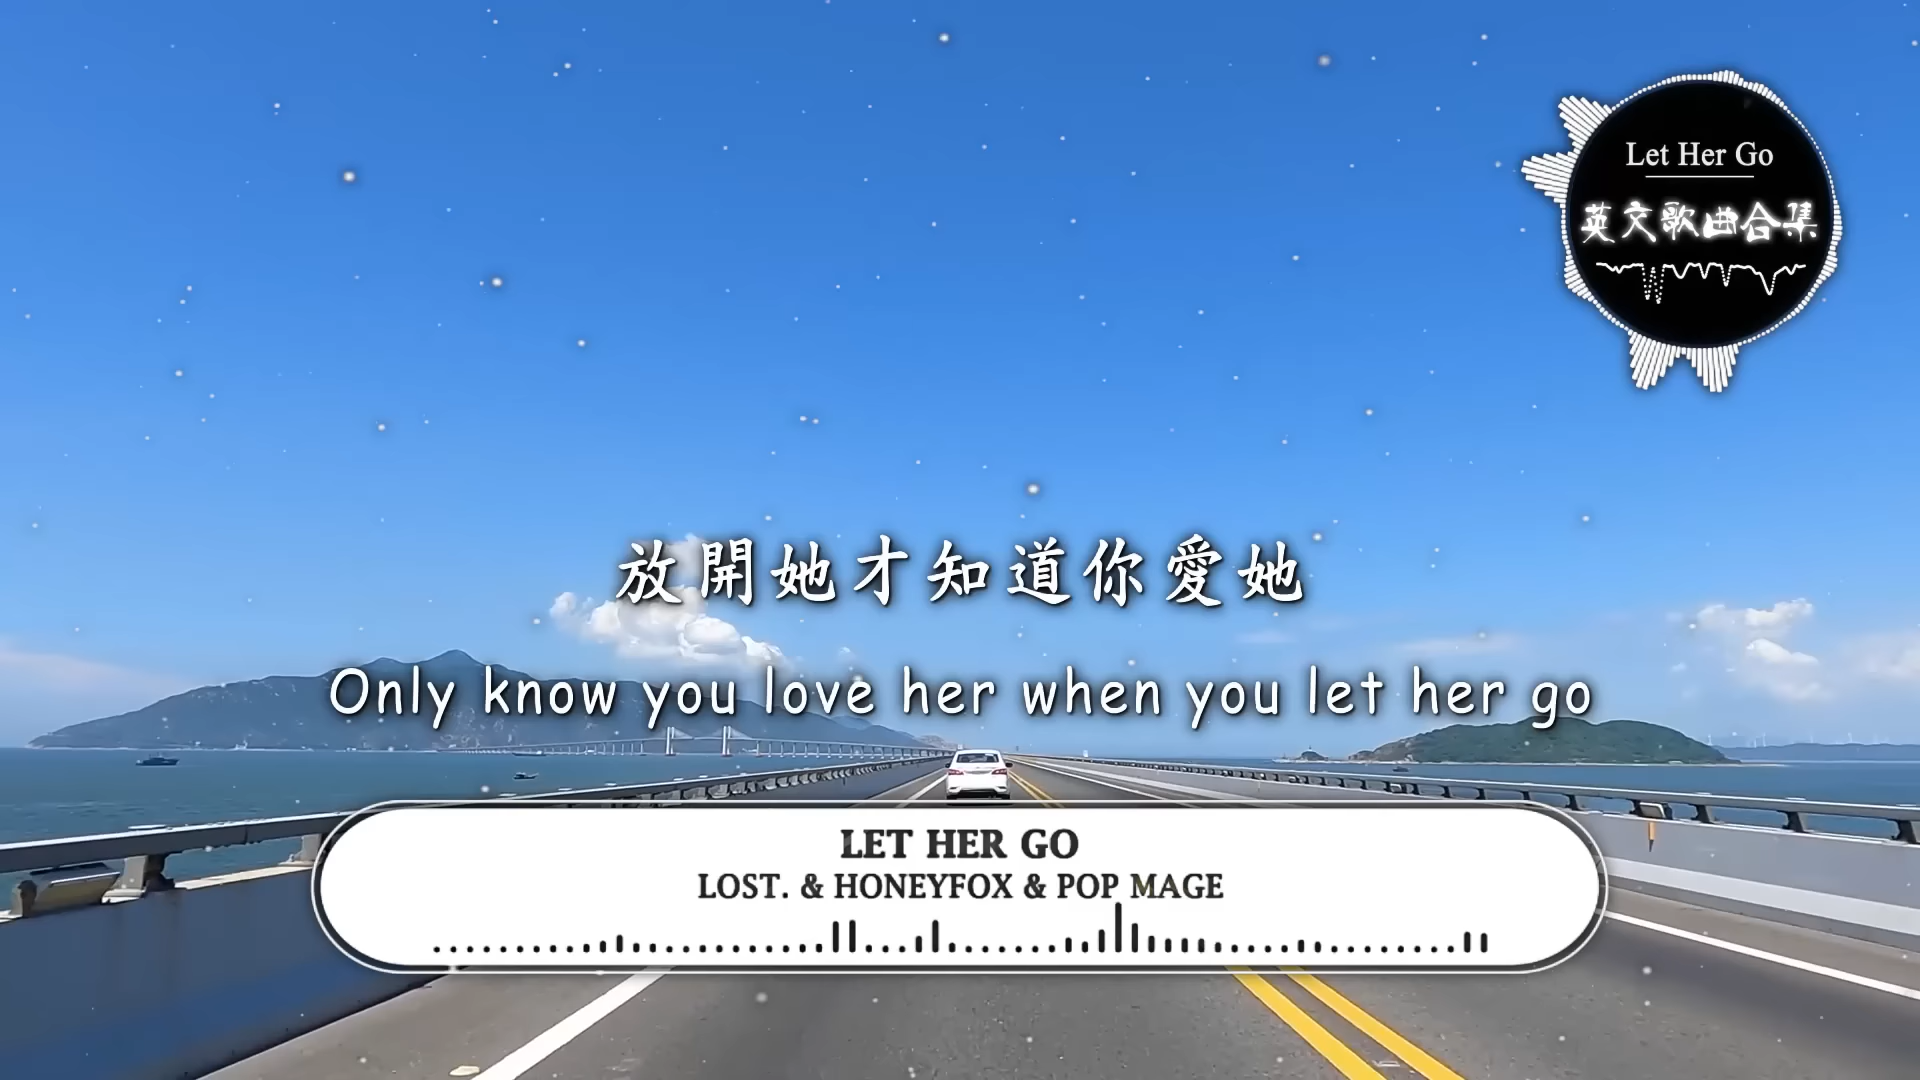 Let Her Go
英文歌曲合集
放開她才知道你愛她
Only know you love her when you let her go
LET HER GO
LOST. & HONEYFOX & POP MAGE